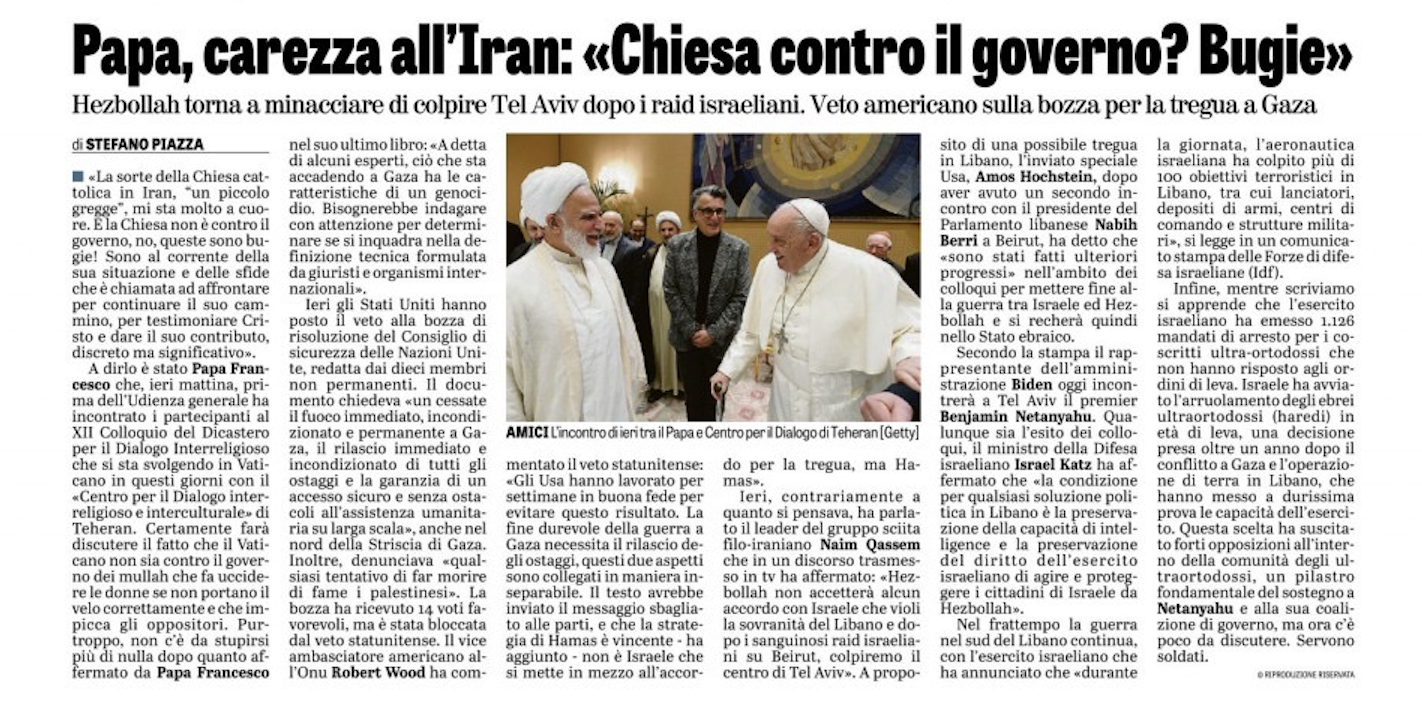 Papa, carezza all'Iran: «Chiesa contro il governo? Bugie»
Hezbollah torna a minacciare di colpire Tel Aviv dopo i raid israeliani. Veto americano sulla bozza per la tregua a Gaza
di STEFANO PIAZZA
«La sorte della Chiesa cat-
tolica in Iran, “un piccolo
gregge”, mi sta molto a cuo-
re. E la Chiesa non è contro il
governo, no, queste sono bu-
gie! Sono al corrente della
sua situazione e delle sfide
che è chiamata ad affrontare
per continuare il suo cam-
mino, per testimoniare Cri-
sto e dare il suo contributo,
discreto ma significativo».
A dirlo è stato Papa Fran-
cesco che, ieri mattina, pri-
ma dell'Udienza generale ha
incontrato i partecipanti al
XII Colloquio del Dicastero
per il Dialogo Interreligioso
che si sta svolgendo in Vati-
cano in questi giorni con il
«Centro per il Dialogo inter-
religioso e interculturale» di
Teheran. Certamente farà
discutere il fatto che il Vati-
cano non sia contro il gover-
no dei mullah che fa uccide-
re le donne se non portano il
velo correttamente e che im-
picca gli oppositori. Pur-
troppo, non c'è da stupirsi
più di nulla dopo quanto af-
fermato da Papa Francesco
nel suo ultimo libro: «A detta
di alcuni esperti, ciò che sta
accadendo a Gaza ha le ca-
ratteristiche di un genoci-
dio. Bisognerebbe indagare
con attenzione per determi-
nare se si inquadra nella de-
finizione tecnica formulata
da giuristi e organismi inter-
nazionali».
Ieri gli Stati Uniti hanno
posto il veto alla bozza di
risoluzione del Consiglio di
sicurezza delle Nazioni Uni-
te, redatta dai dieci membri
non permanenti. Il docu-
mento chiedeva «un cessate
il fuoco immediato, incondi-
zionato e permanente a Ga-
za, il rilascio immediato e
incondizionato di tutti gli
ostaggi e la garanzia di un
accesso sicuro e senza osta-
coli all'assistenza umanita-
ria su larga scala», anche nel
nord della Striscia di Gaza.
Inoltre, denunciava «qual-
siasi tentativo di far morire
di fame i palestinesi». La
bozza ha ricevuto 14 voti fa-
vorevoli, ma è stata bloccata
dal veto statunitense. Il vice
ambasciatore americano al-
l'Onu Robert Wood ha com-
AMICI L'incontro di ieri tra il Papa e Centro per il Dialogo di Teheran [Getty]
mentato il veto statunitense:
«Gli Usa hanno lavorato per
settimane in buona fede per
evitare questo risultato. La
fine durevole della guerra a
Gaza necessita il rilascio de-
gli ostaggi, questi due aspetti
sono collegati in maniera in-
separabile. Il testo avrebbe
inviato il messaggio sbaglia-
to alle parti, e che la strate-
gia di Hamas è vincente - ha
aggiunto - non è Israele che
si mette in mezzo all'accor-
do per la tregua, ma Ha-
mas».
Ieri, contrariamente a
quanto si pensava, ha parla-
to il leader del gruppo sciita
filo-iraniano Naim Qassem
che in un discorso trasmes-
so in tv ha affermato: «Hez-
bollah non accetterà alcun
accordo con Israele che violi
la sovranità del Libano e do-
po i sanguinosi raid israelia-
ni su Beirut, colpiremo il
centro di Tel Aviv». A propo-
sito di una possibile tregua
in Libano, l'inviato speciale
Usa, Amos Hochstein, dopo
aver avuto un secondo in-
contro con il presidente del
Parlamento libanese Nabih
Berri a Beirut, ha detto che
«sono stati fatti ulteriori
progressi» nell'ambito dei
colloqui per mettere fine al-
la guerra tra Israele ed Hez-
bollah e si recherà quindi
nello Stato ebraico.
Secondo la stampa il rap-
presentante dell'ammini-
strazione Biden oggi incon-
trerà a Tel Aviv il premier
Benjamin Netanyahu. Qua-
lunque sia l'esito dei collo-
qui, il ministro della Difesa
israeliano Israel Katz ha af-
fermato che «la condizione
per qualsiasi soluzione poli-
tica in Libano è la preserva-
zione della capacità di intel-
ligence e la preservazione
del diritto dell'esercito
israeliano di agire e proteg-
gere i cittadini di Israele da
Hezbollah».
Nel frattempo la guerra
nel sud del Libano continua,
con l'esercito israeliano che
ha annunciato che «durante
la giornata, l'aeronautica
israeliana ha colpito più di
100 obiettivi terroristici in
Libano, tra cui lanciatori,
depositi di armi, centri di
comando e strutture milita-
ri», si legge in un comunica-
to stampa delle Forze di dife-
sa israeliane (Idf).
Infine, mentre scriviamo
si apprende che l'esercito
israeliano ha emesso 1.126
mandati di arresto per i co-
scritti ultra-ortodossi che
non hanno risposto agli or-
dini di leva. Israele ha avvia-
to l'arruolamento degli ebrei
ultraortodossi (haredi) in
età di leva, una decisione
presa oltre un anno dopo il
conflitto a Gaza e l'operazio-
ne di terra in Libano, che
hanno messo a durissima
prova le capacità dell'eserci-
to. Questa scelta ha suscita-
to forti opposizioni all'inter-
no della comunità degli ul-
traortodossi, un pilastro
fondamentale del sostegno a
Netanyahu e alla sua coali-
zione di governo, ma ora c'è
poco da discutere. Servono
soldati.
© RIPRODUZIONE RISERVATA